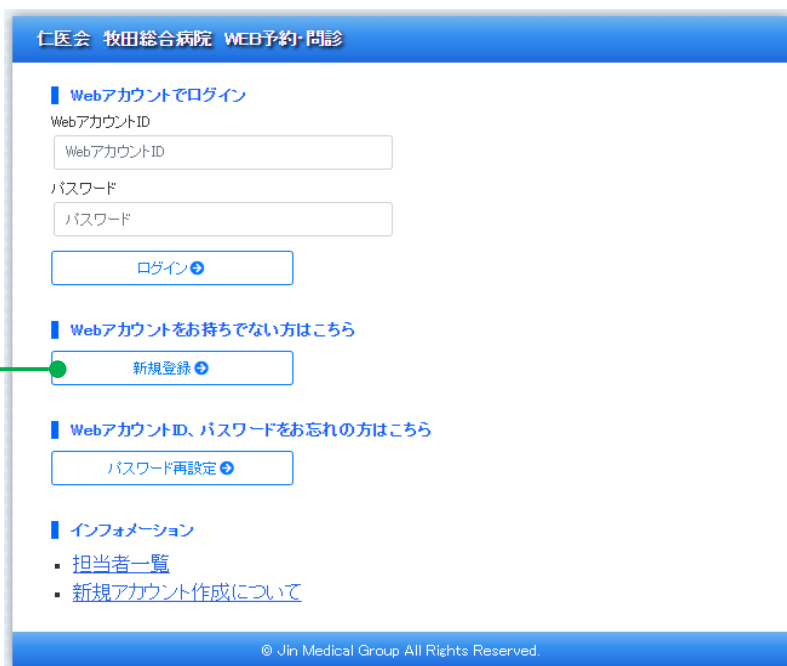 仁医会 牧田総合病院 WEB予約・問診
Webアカウントでログイン
WebアカウントID
WebアカウントID
パスワード
パスワード
ログイン
Webアカウントをお持ちでない方はこちら
新規登録
WebアカウントID、パスワードをお忘れの方はこちら
パスワード再設定
インフォメーション
担当者一覧
新規アカウント作成について
© Jin Medical Group All Rights Reserved.